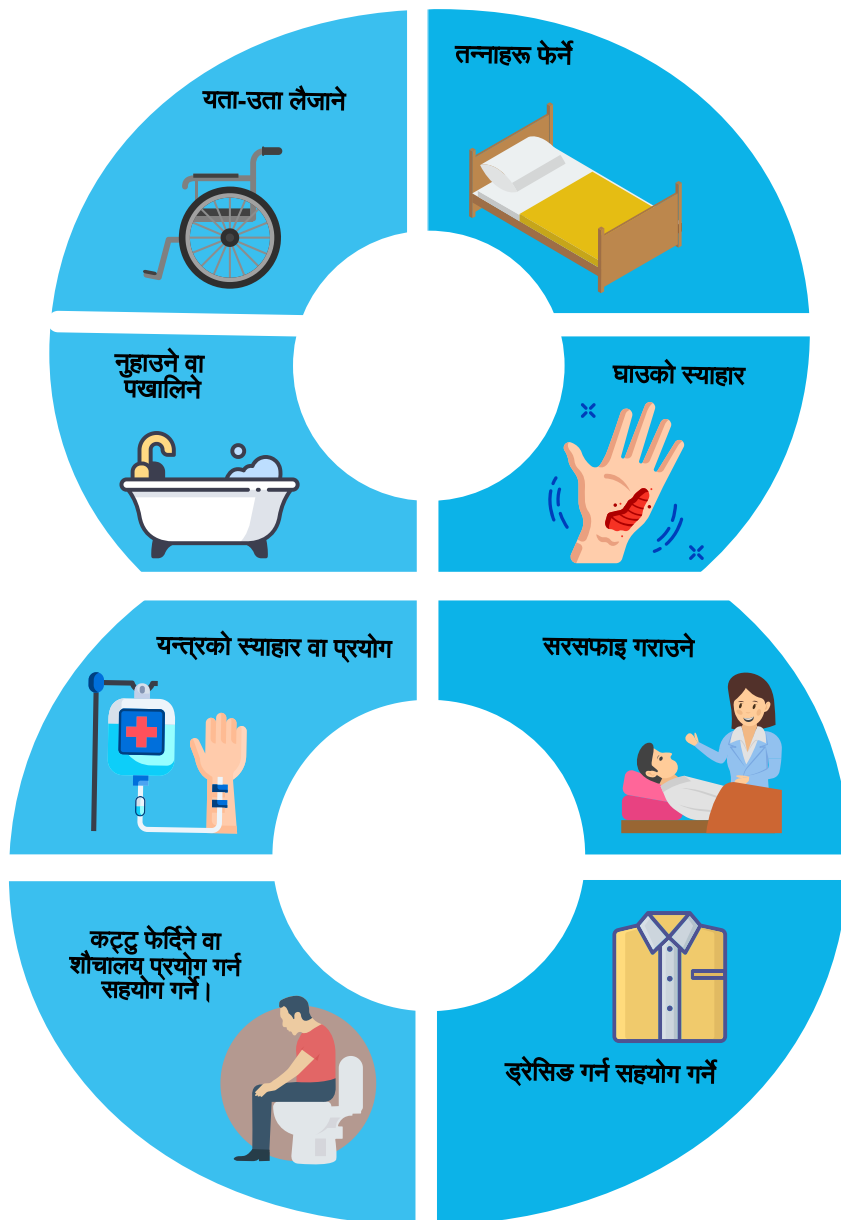 तन्नाहरू फेर्ने
यता-उता लैजाने
नुहाउने वा
पखालिने
घाउको स्याहार
यन्त्रको स्याहार वा प्रयोग
सरसफाइ गराउने
कट्टु फेर्दिने वा
शौचालय प्रयोग गर्न
सहयोग गर्ने।
ड्रेसिङ गर्न सहयोग गर्ने